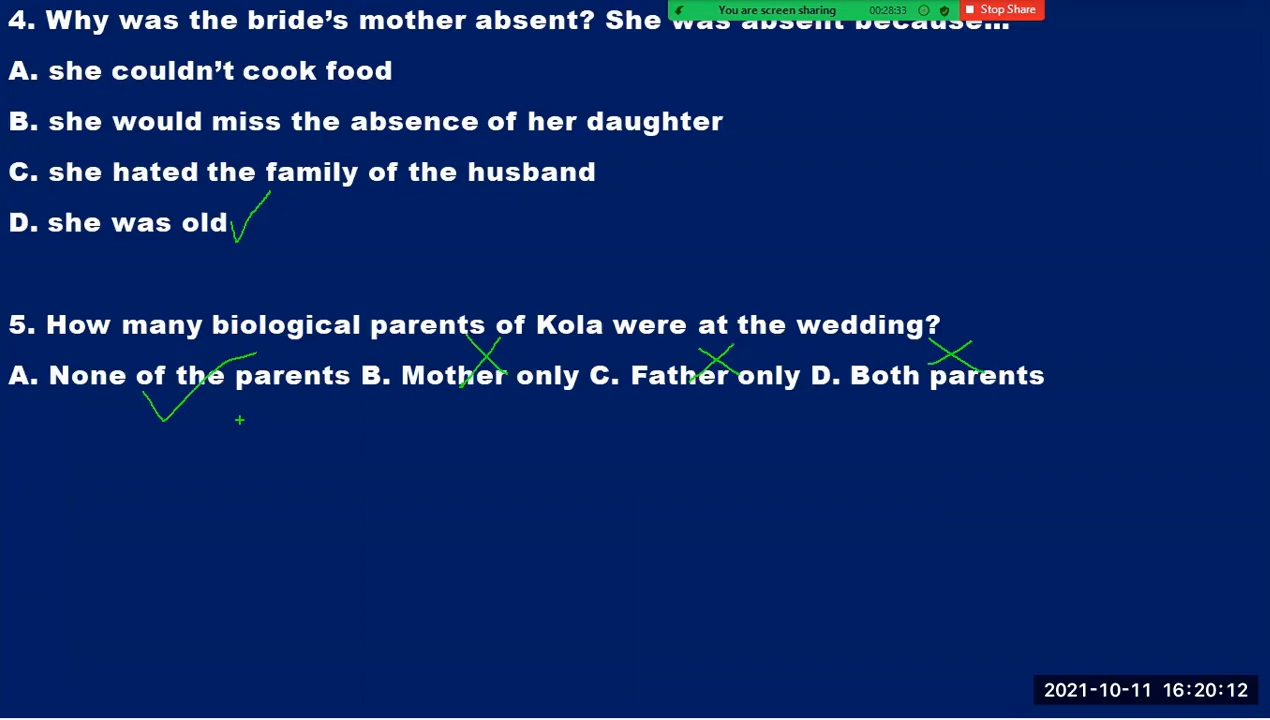 4. Why was the bride’s mother absent? She was absent because...
You are screen sharing 00:28:33 Stop Share
A. she couldn’t cook food
B. she would miss the absence of her daughter
C. she hated the family of the husband
D. she was old
5. How many biological parents of Kola were at the wedding?
A. None of the parents B. Mother only C. Father only D. Both parents
2021-10-11 16:20:12